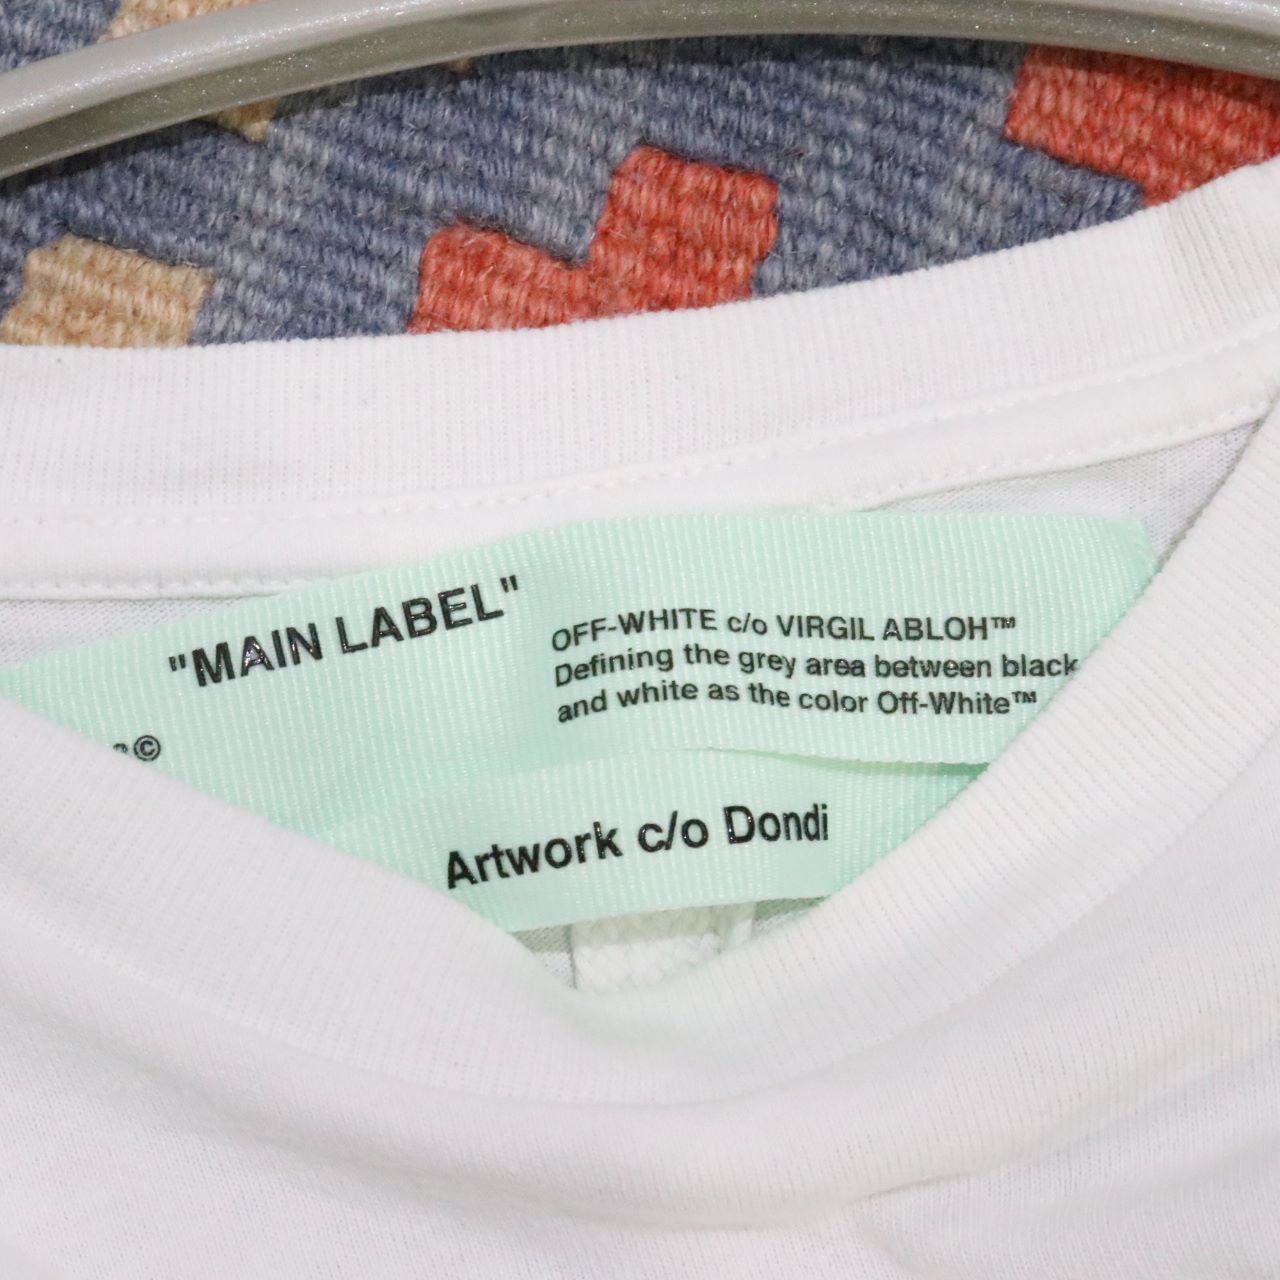 "MAIN LABEL"
OFF-WHITE c/o VIRGIL ABLOH™
Defining the grey area between black
and white as the color Off-White™
©
Artwork c/o Dondi